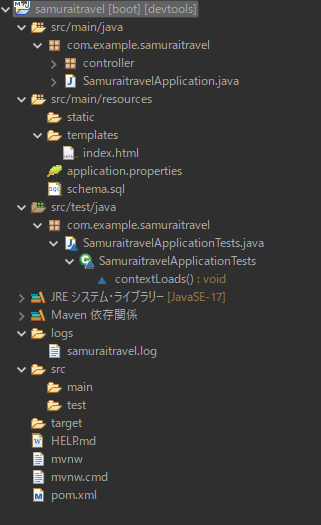 samuraitravel [boot] [devtools]
src/main/java
com.example.samuraitravel
controller
SamuraitravelApplication.java
src/main/resources
static
templates
index.html
application.properties
schema.sql
src/test/java
com.example.samuraitravel
SamuraitravelApplicationTests.java
SamuraitravelApplicationTests
contextLoads() : void
JRE システム・ライブラリー [JavaSE-17]
Maven 依存関係
logs
samuraitravel.log
src
main
test
target
HELP.md
mvnw
mvnw.cmd
pom.xml